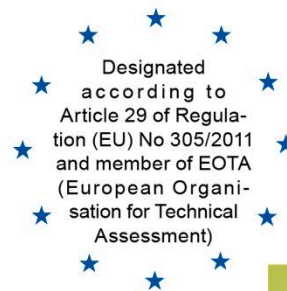 Designated
according to
Article 29 of Regula-
tion (EU) No 305/2011
and member of EOTA
(European Organi-
sation for Technical
Assessment)